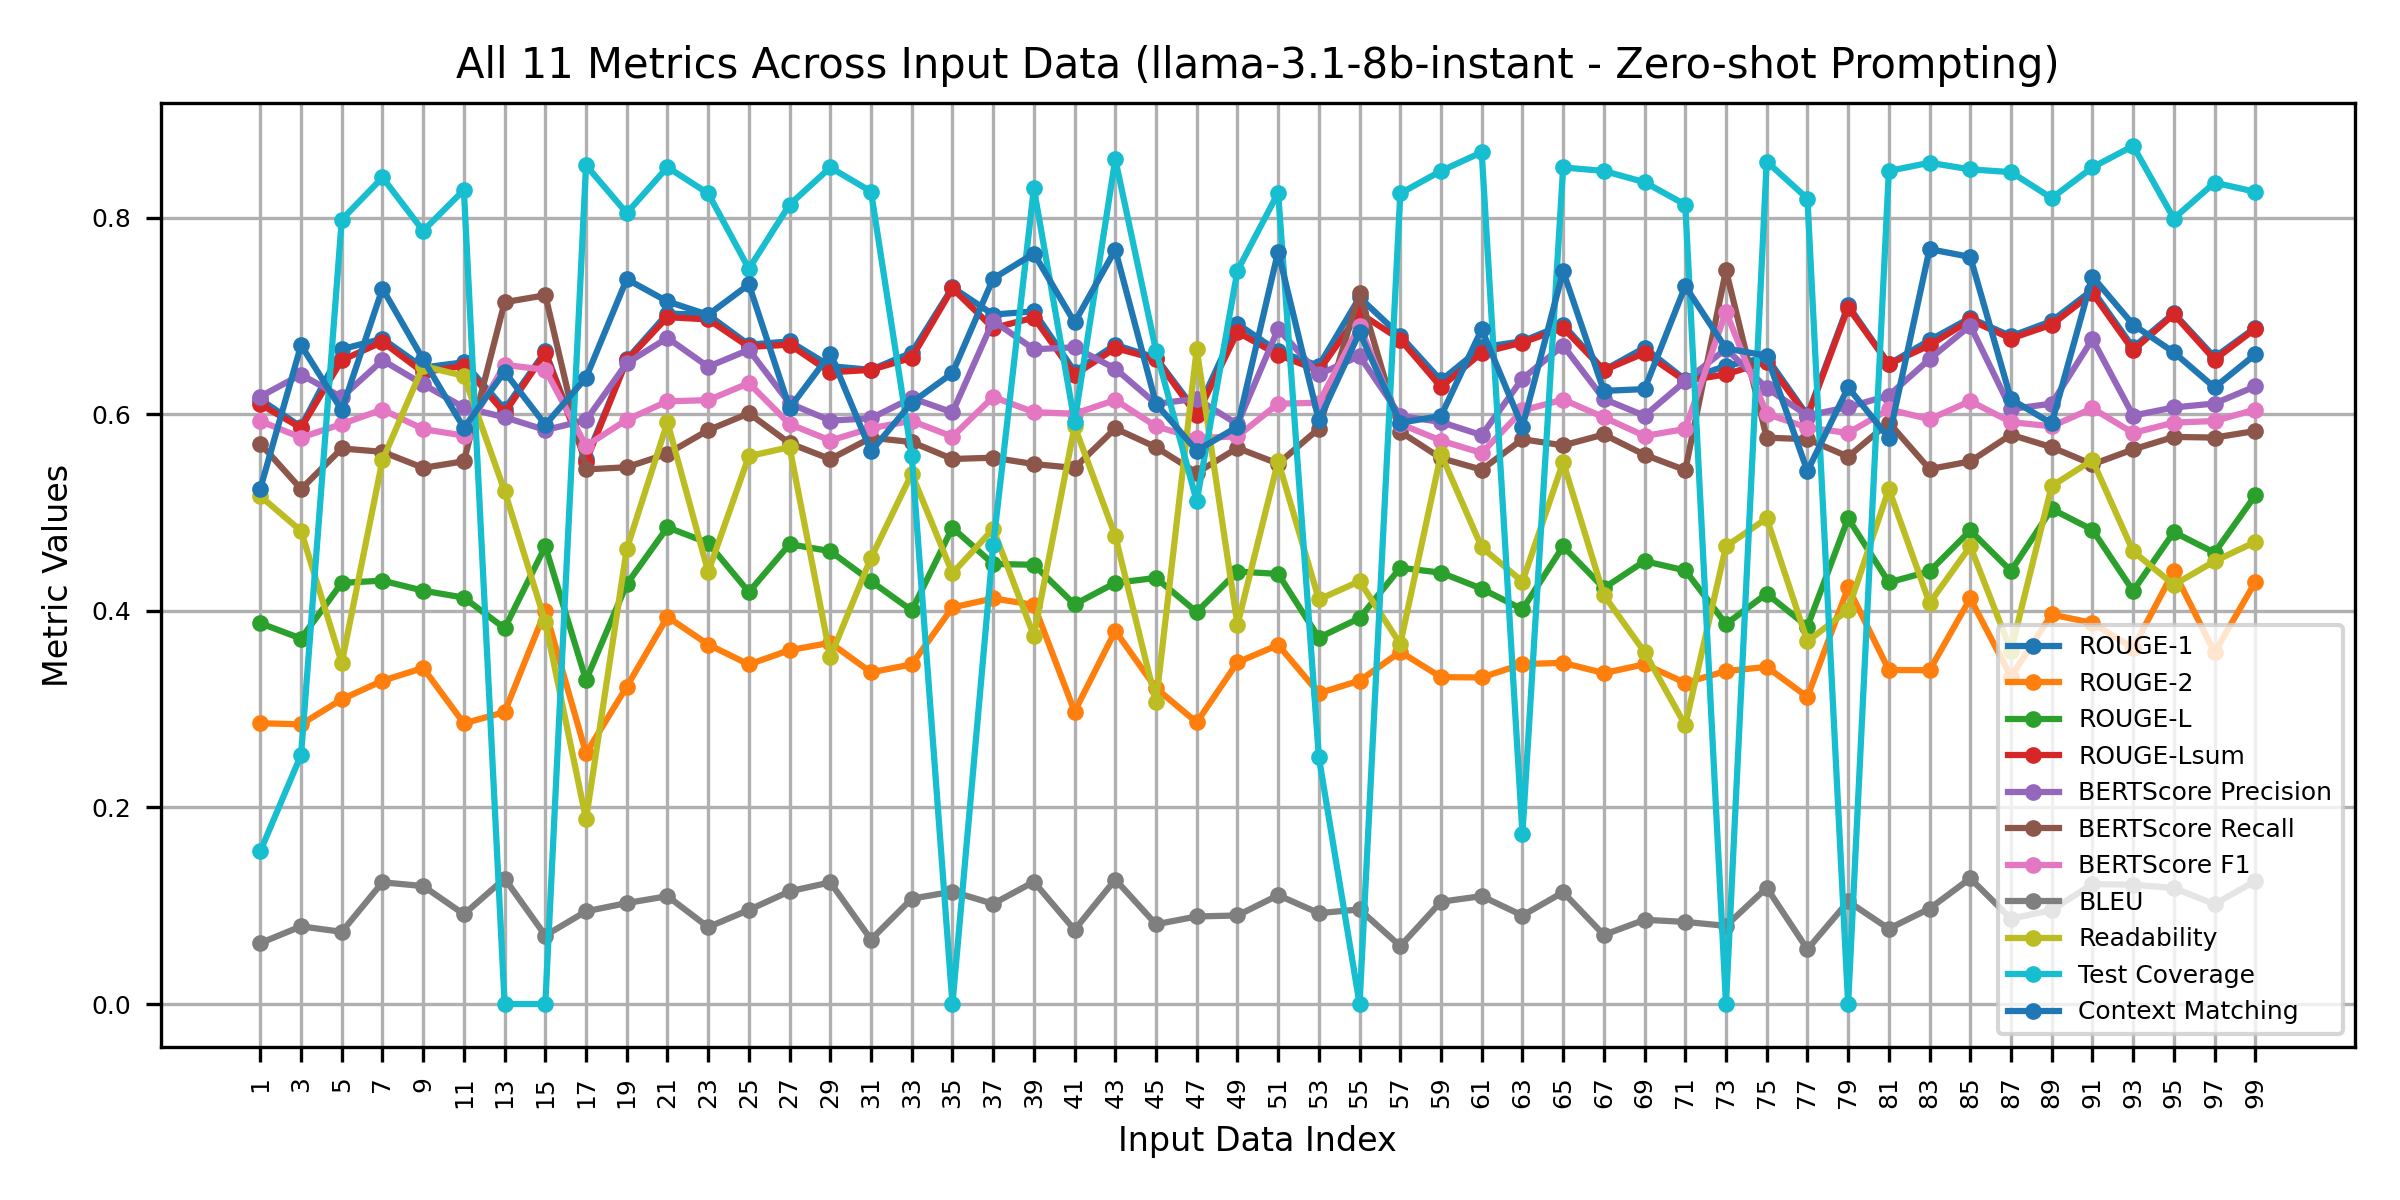 All 11 Metrics Across Input Data (llama-3.1-8b-instant - Zero-shot Prompting)
Metric Values
0.8
0.6
0.4
0.2
0.0
ROUGE-1
ROUGE-2
ROUGE-L
ROUGE-Lsum
BERTScore Precision
BERTScore Recall
BERTScore F1
BLEU
Readability
Test Coverage
Context Matching
1 3 5 7 9 11 13 15 17 19 21 23 25 27 29 31 33 35 37 39 41 43 45 47 49 51 53 55 57 59 61 63 65 67 69 71 73 75 77 79 81 83 85 87 89 91 93 95 97 99
Input Data Index